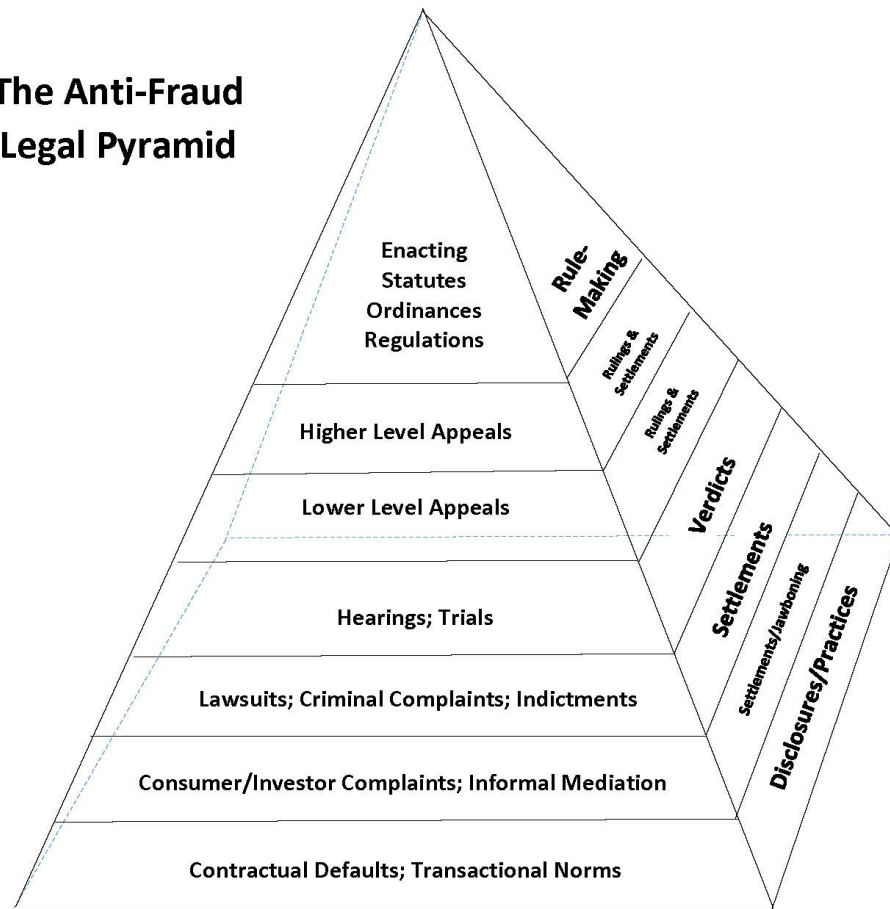 The Anti-Fraud
Legal Pyramid
Enacting
Statutes
Ordinances
Regulations
Rule-
Making
Higher Level Appeals
Rulings &
Settlements
Lower Level Appeals
Rulings &
Settlements
Hearings; Trials
Verdicts
Lawsuits; Criminal Complaints; Indictments
Settlements
Consumer/Investor Complaints; Informal Mediation
Settlements/Jawboning
Contractual Defaults; Transactional Norms
Disclosures/Practices